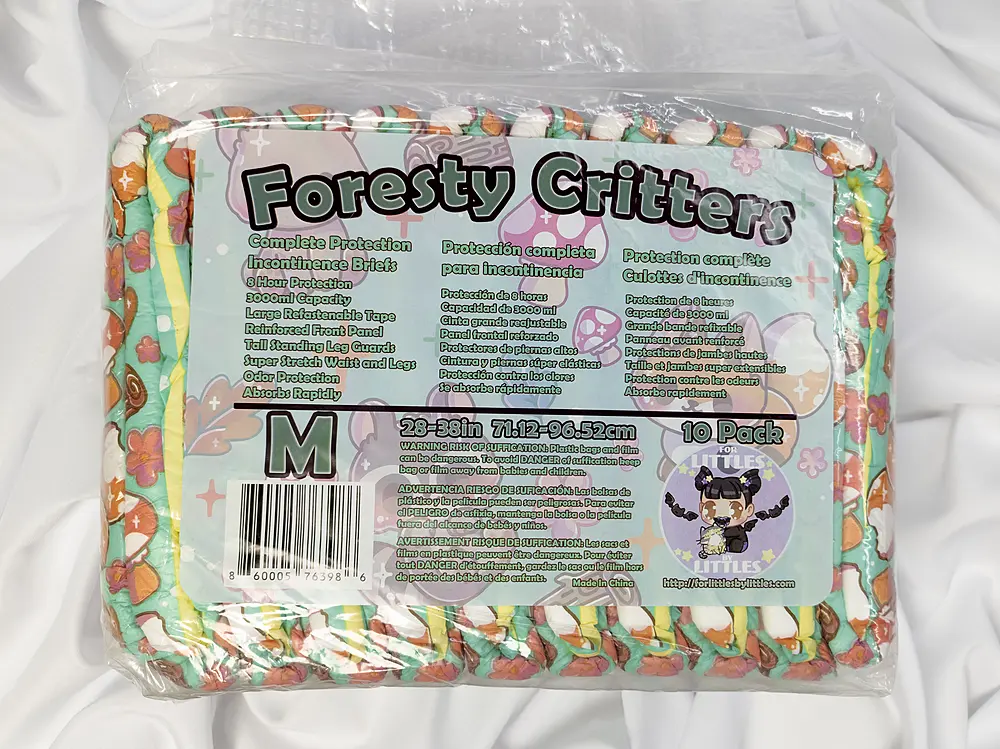 Foresty Critters
Complete Protection
Incontinence Briefs
8 Hour Protection
3000ml Capacity
Large Refastenable Tape
Reinforced Front Panel
Tall Standing Leg Guards
Super Stretch Waist and Legs
Odor Protection
Absorbs Rapidly
Protección completa
para incontinencia
Protección de 8 horas
Capacidad de 3000 ml
Cinta grande reajustable
Panel frontal reforzado
Protectores de piernas altos
Cintura y piernas súper elásticas
Protección contra los olores
Se absorbe rápidamente
Protection complète
Culottes d'incontinence
Protection de 8 heures
Capacité de 3000 ml
Grande bande refixable
Panneau avant renforcé
Protections de jambes hautes
Taille et jambes super extensibles
Protection contre les odeurs
Absorbe rapidement
M
8 60005 76398 6
28-38in 71.12-96.52cm
WARNING RISK OF SUFFICATION: Plastic bags and film
can be dangerous. To avoid DANGER of suffication beep
bag or film away from babies and children.
ADVERTENCIA RIESGO DE SUFICACIÓN: Las bolsas de
plástico y la película pueden ser peligrosas. Para evitar
el PELIGRO de asfixia, mantenga la bolsa o la película
fuera del alcance de bebés y niños.
AVERTISSEMENT RISQUE DE SUFFICATION: Les sacs et
films en plastique peuvent être dangereux. Pour éviter
tout DANGER d'étouffement, gardez le sac ou le film hors
de portée des bébés et des enfants.
Made in China
10 Pack
FOR
LITTLES
BY
LITTLES
http://forlittlesbylittles.com